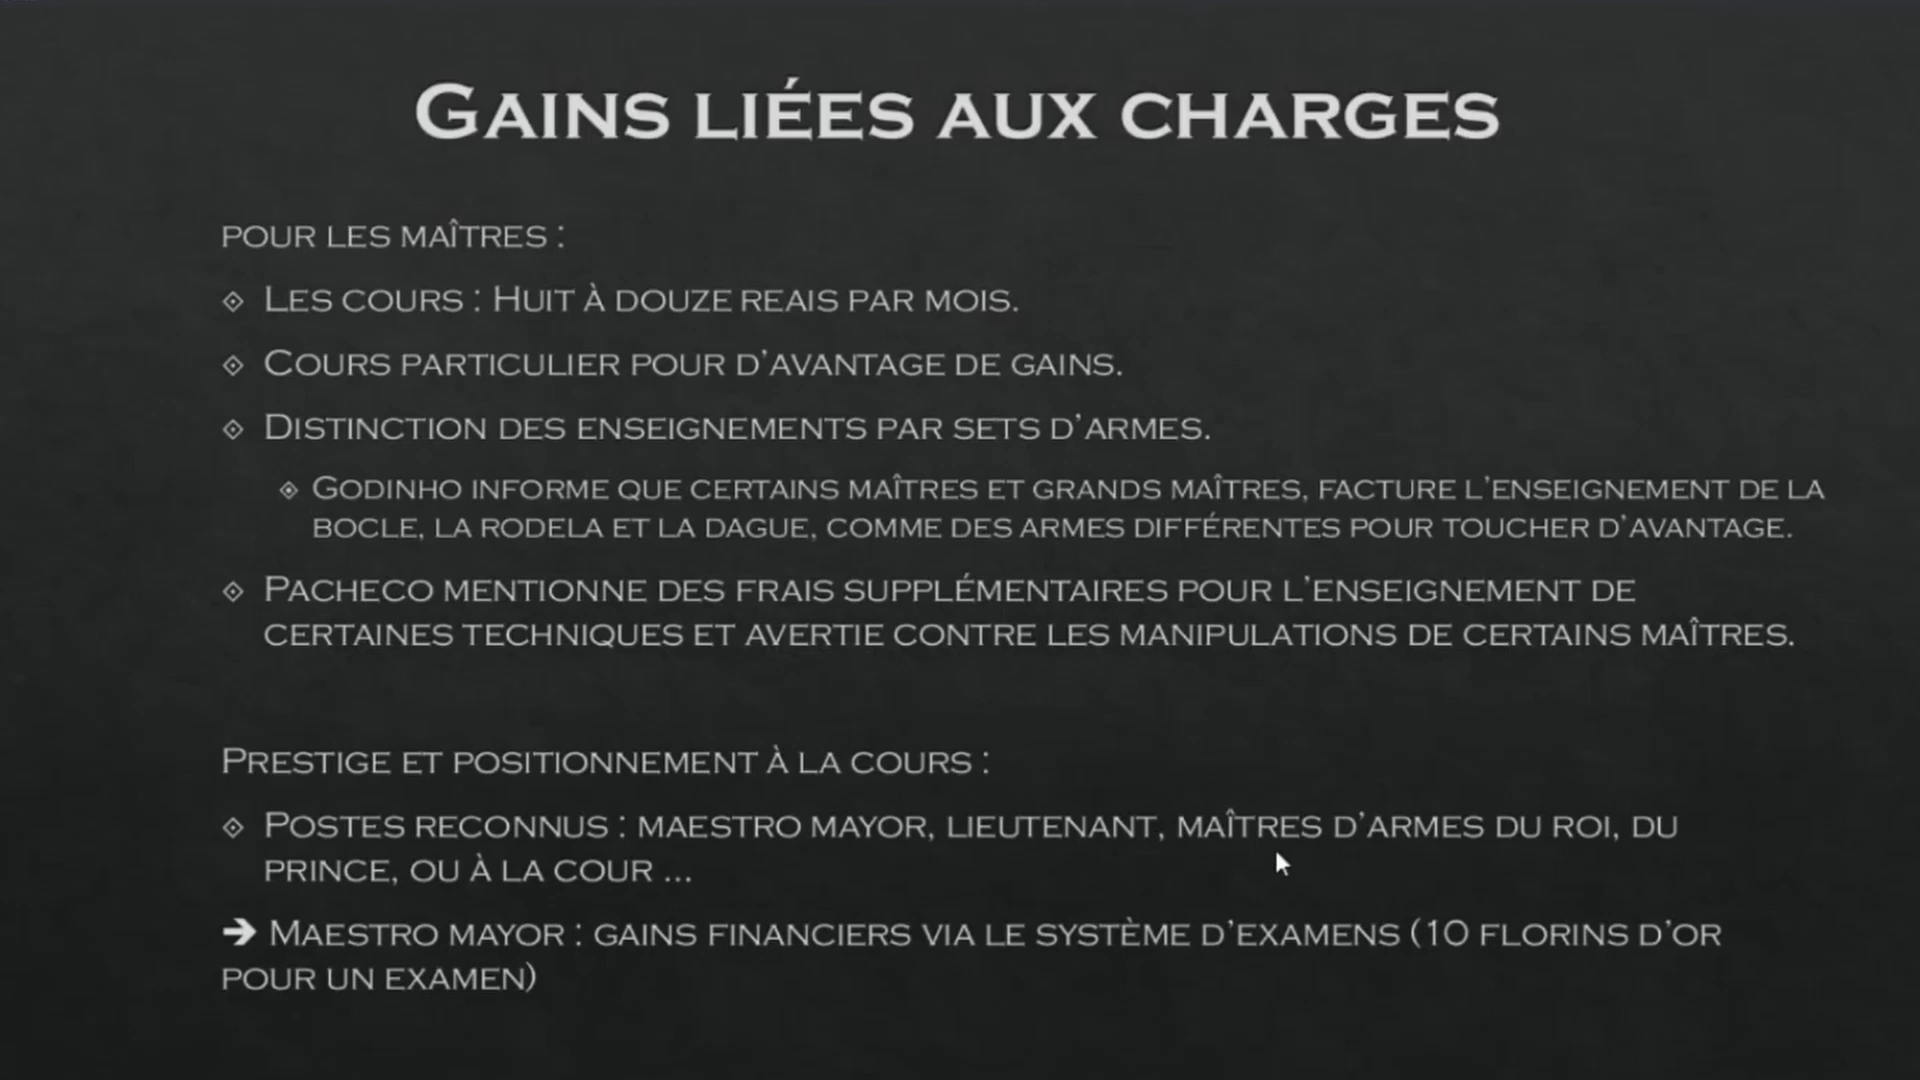 Gains liées aux charges
pour les maîtres :
Les cours : Huit à douze reais par mois.
Cours particulier pour d’avantage de gains.
Distinction des enseignements par sets d’armes.
Godinho informe que certains maîtres et grands maîtres, facture l’enseignement de la
bocle, la rodela et la dague, comme des armes différentes pour toucher d’avantage.
Pacheco mentionne des frais supplémentaires pour l’enseignement de
certaines techniques et avertie contre les manipulations de certains maîtres.
Prestige et positionnement à la cours :
Postes reconnus : maestro mayor, lieutenant, maîtres d’armes du roi, du
prince, ou à la cour ...
➔ Maestro mayor : gains financiers via le système d’examens (10 florins d’or
pour un examen)